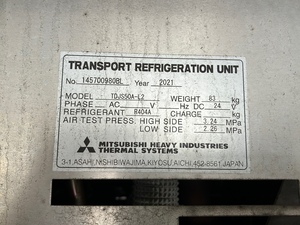 TRANSPORT REFRIGERATION UNIT
No. 145700980BL Year 2021
MODEL TDJS50A-L2 WEIGHT 83 kg
PHASE AC V DC 24 V
REFRIGERANT R404A CHARGE kg
AIR TEST PRESS. HIGH SIDE 3.24 MPa
LOW SIDE 2.26 MPa
MITSUBISHI HEAVY INDUSTRIES
THERMAL SYSTEMS
3-1, ASAHI, NISHIBIWAJIMA, KIYOSU, AICHI, 452-8561, JAPAN